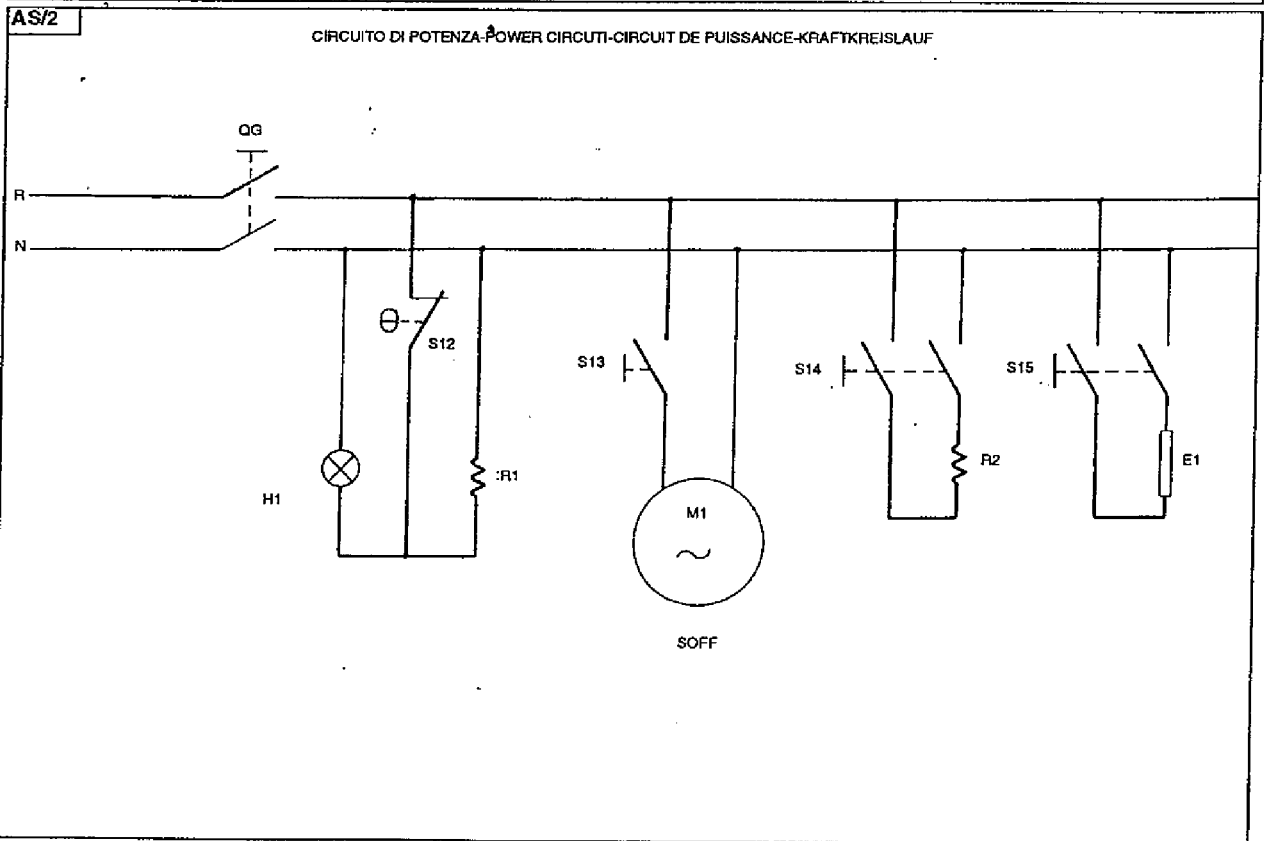 AS/2
CIRCUITO DI POTENZA-POWER CIRCUTI-CIRCUIT DE PUISSANCE-KRAFTKREISLAUF
QG
R
N
S12
S13
S14
S15
H1
R1
M1
R2
E1
SOFF